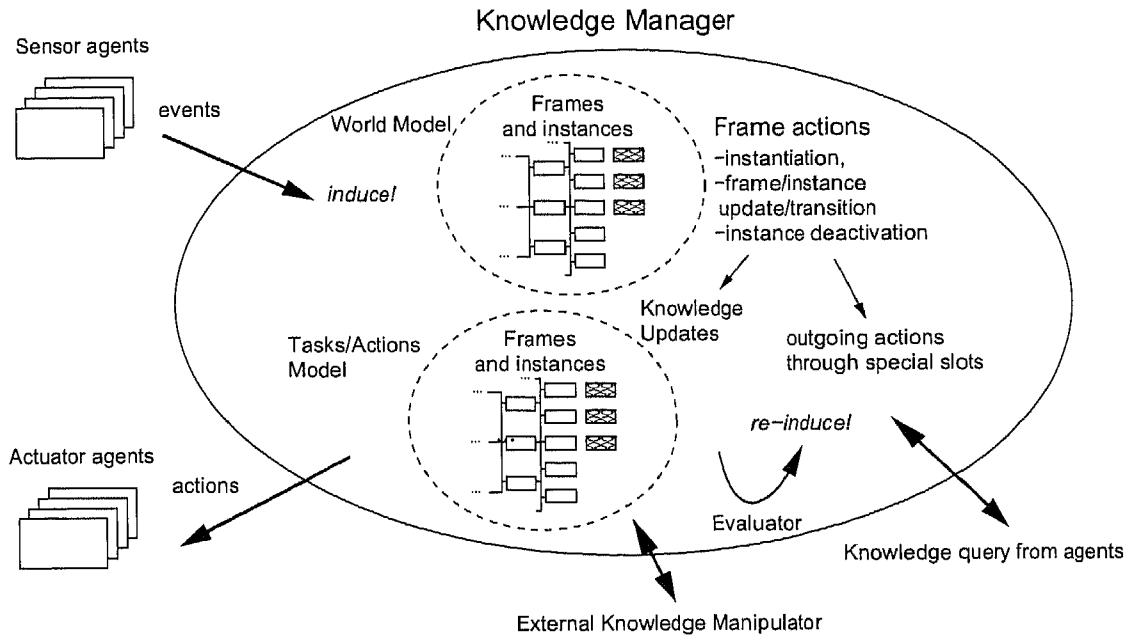 Knowledge Manager
Sensor agents
events
World Model
Frames
and instances
...
...
...
...
induce!
Frame actions
-instantiation,
-frame/instance
update/transition
-instance deactivation
Knowledge
Updates
outgoing actions
through special slots
Tasks/Actions
Model
Frames
and instances
...
...
...
...
re-induce!
Evaluator
Actuator agents
actions
Knowledge query from agents
External Knowledge Manipulator